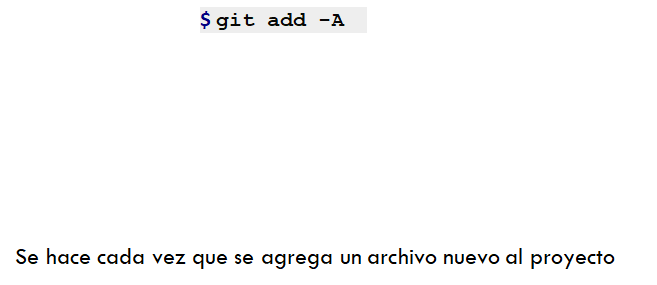 $ git add -A
Se hace cada vez que se agrega un archivo nuevo al proyecto